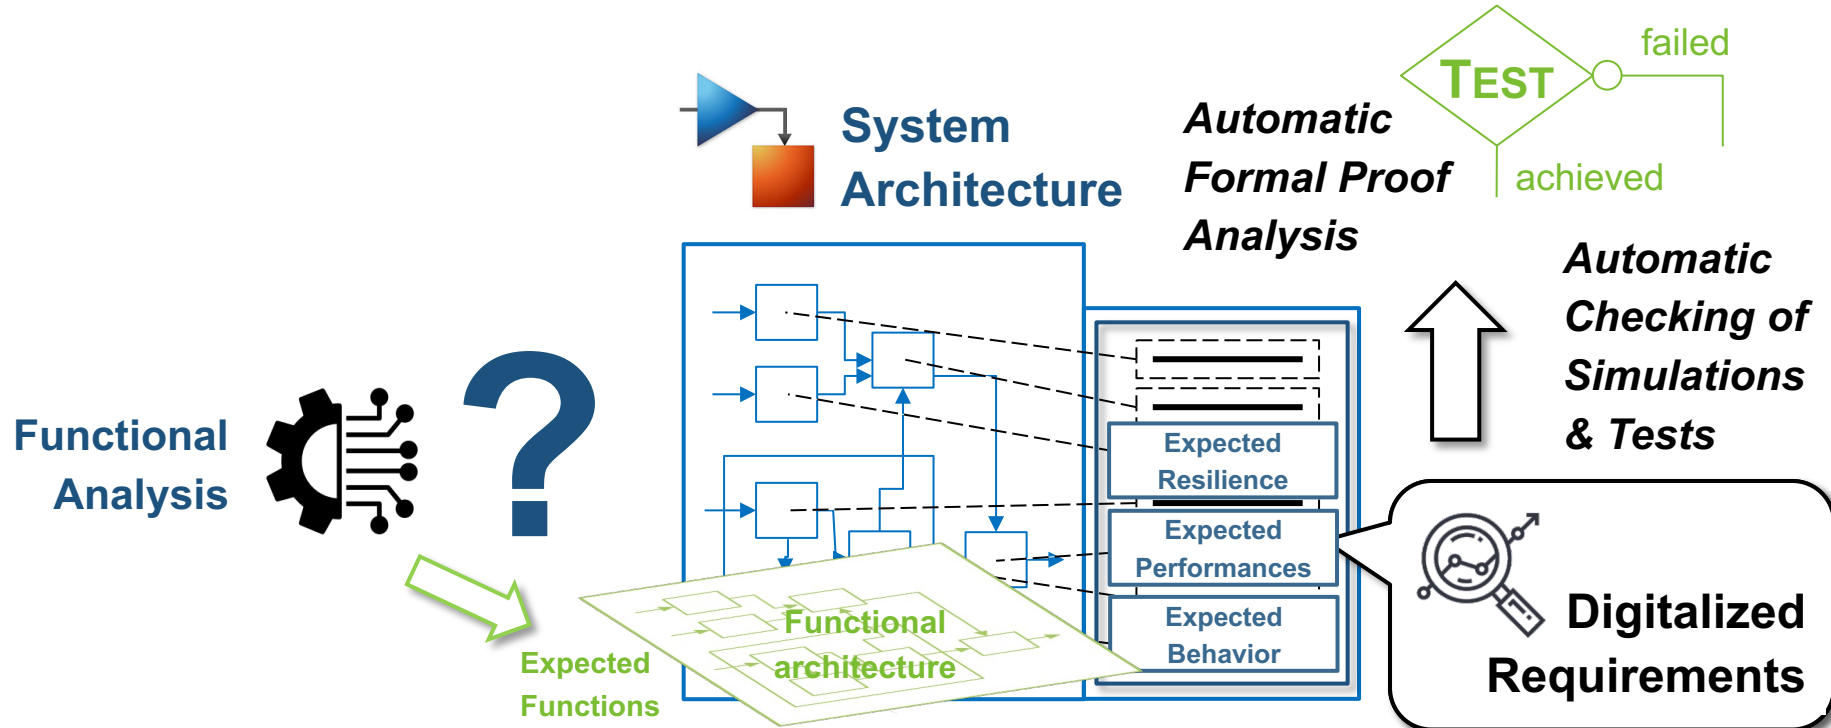 failed
TEST
achieved
System
Architecture
Automatic
Formal Proof
Analysis
Automatic
Checking of
Simulations
& Tests
Functional
Analysis
?
Expected
Resilience
Expected
Performances
Expected
Behavior
Functional
architecture
Expected
Functions
Digitalized
Requirements